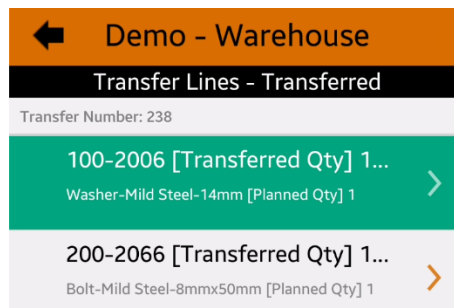 Demo - Warehouse
Transfer Lines - Transferred
Transfer Number: 238
100-2006 [Transferred Qty] 1...
Washer-Mild Steel-14mm [Planned Qty] 1
200-2066 [Transferred Qty] 1...
Bolt-Mild Steel-8mmx50mm [Planned Qty] 1